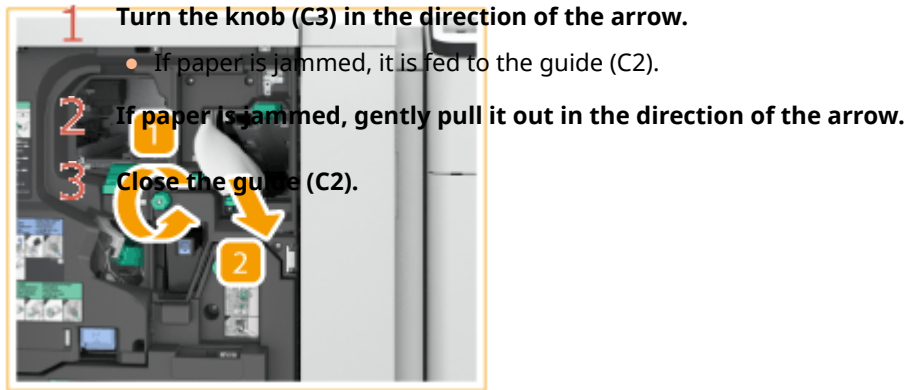 1 Turn the knob (C3) in the direction of the arrow.
If paper is jammed, it is fed to the guide (C2).
2 If paper is jammed, gently pull it out in the direction of the arrow.
1
3 Close the guide (C2).
2